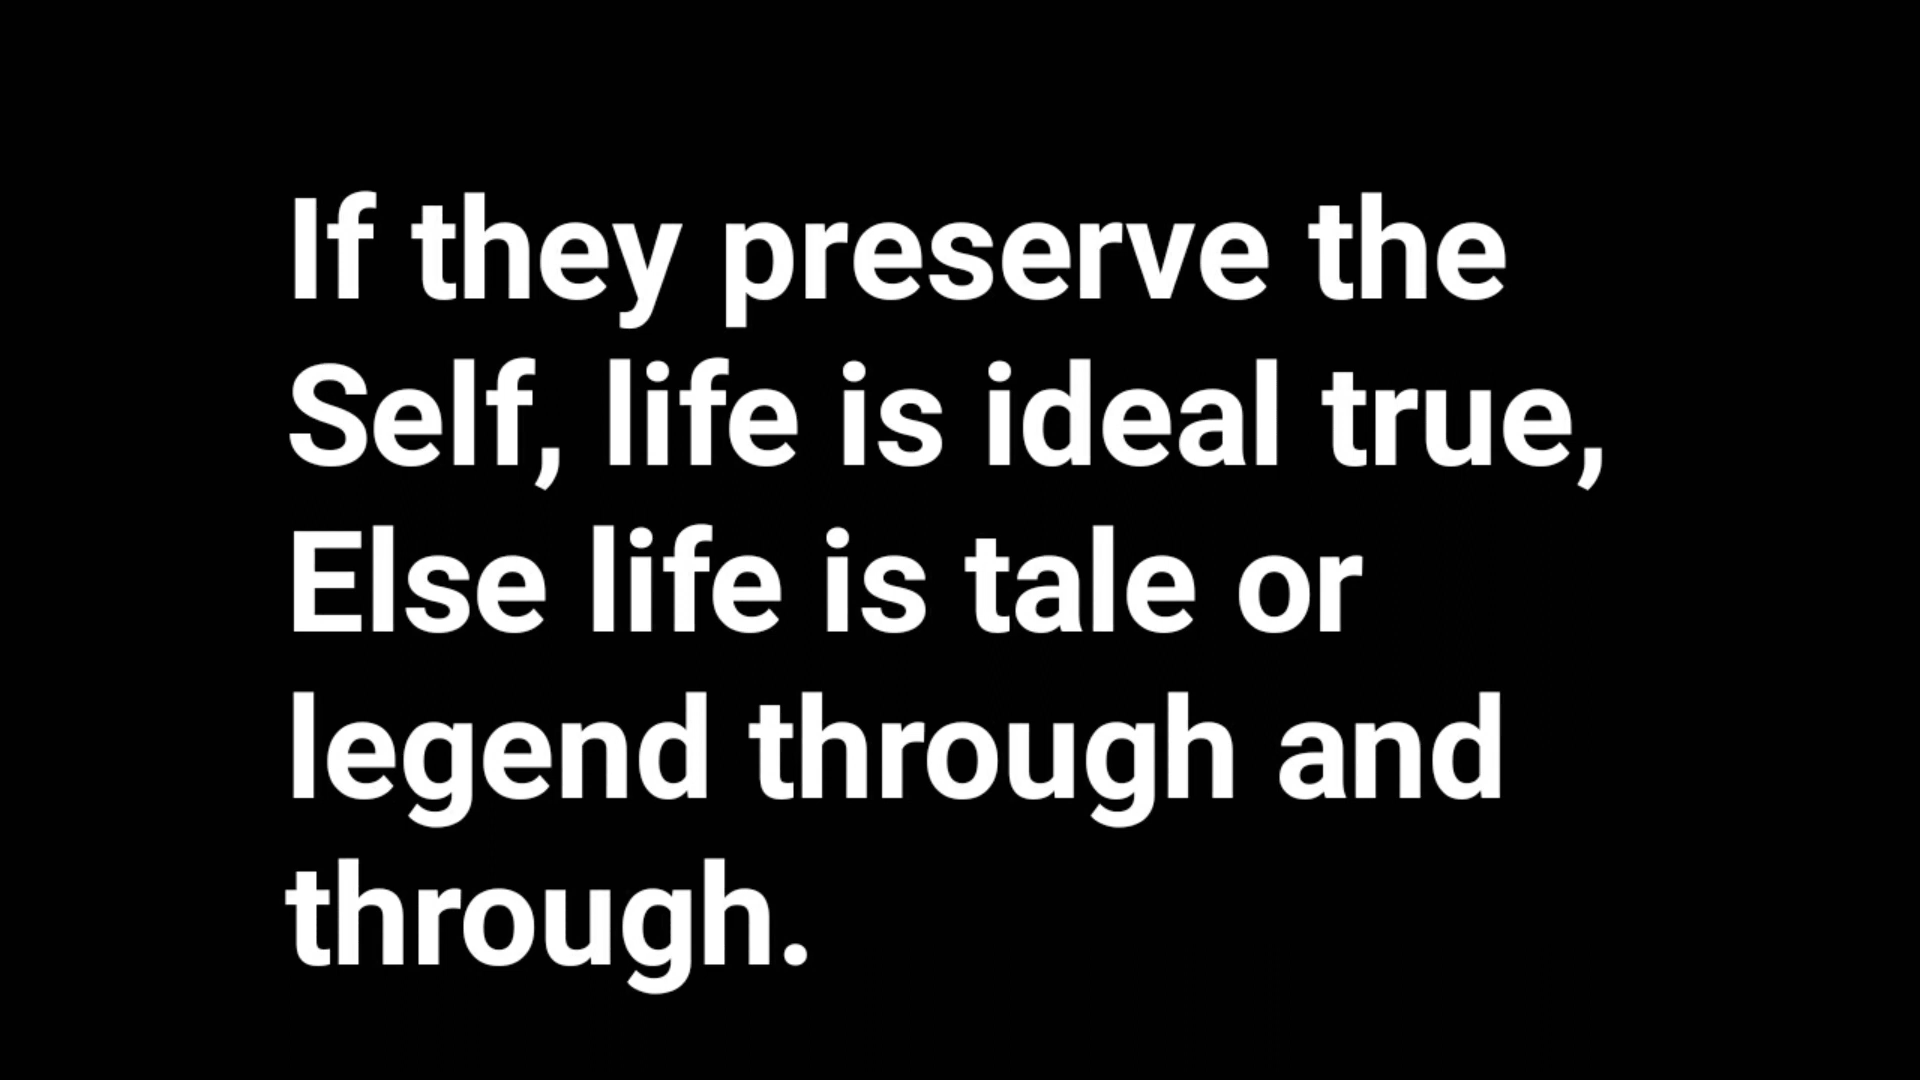 If they preserve the
Self, life is ideal true,
Else life is tale or
legend through and
through.